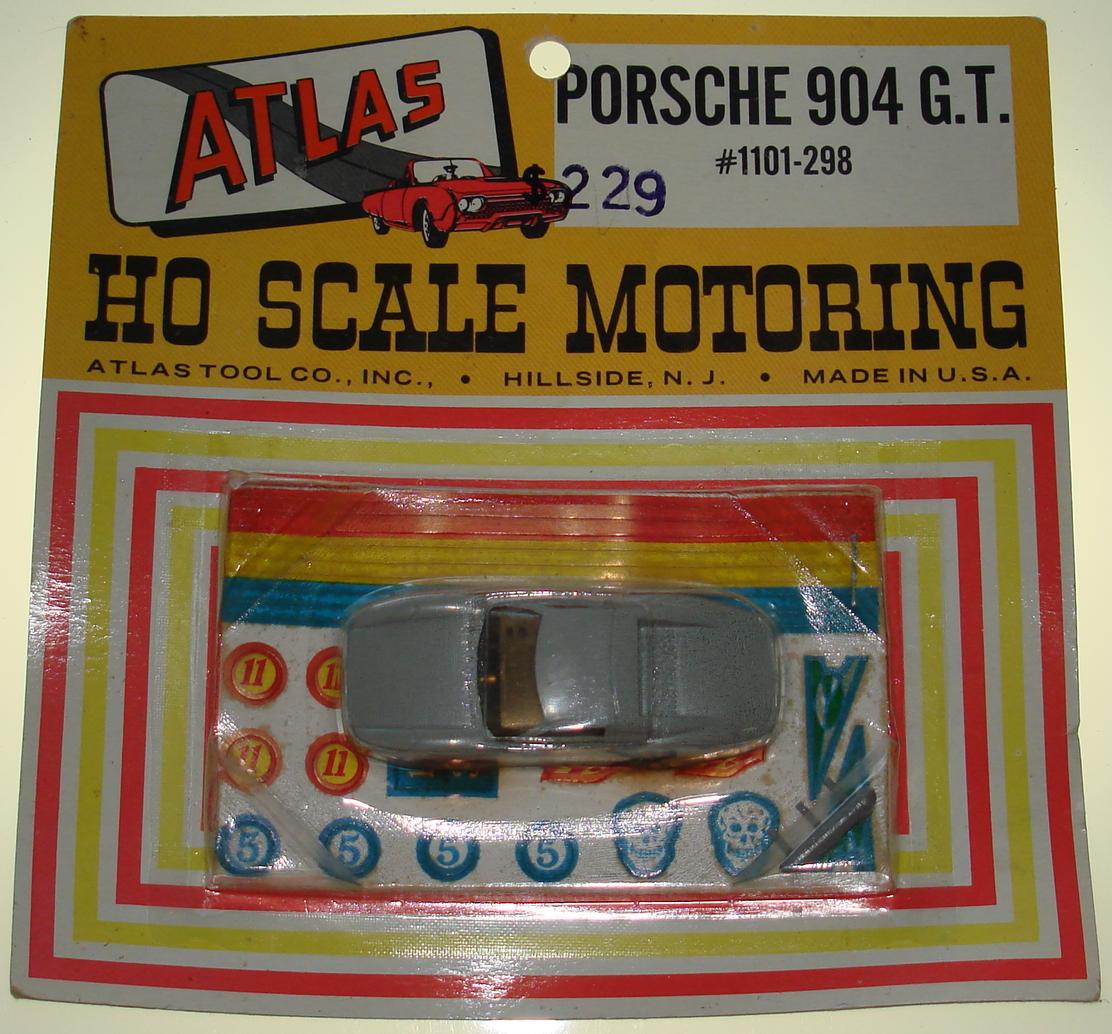 ATLAS
PORSCHE 904 G.T.
#1101-298
$229
HO SCALE MOTORING
ATLAS TOOL CO., INC., • HILLSIDE, N. J. • MADE IN U.S.A.
11 11
11 11
5 5 5 5